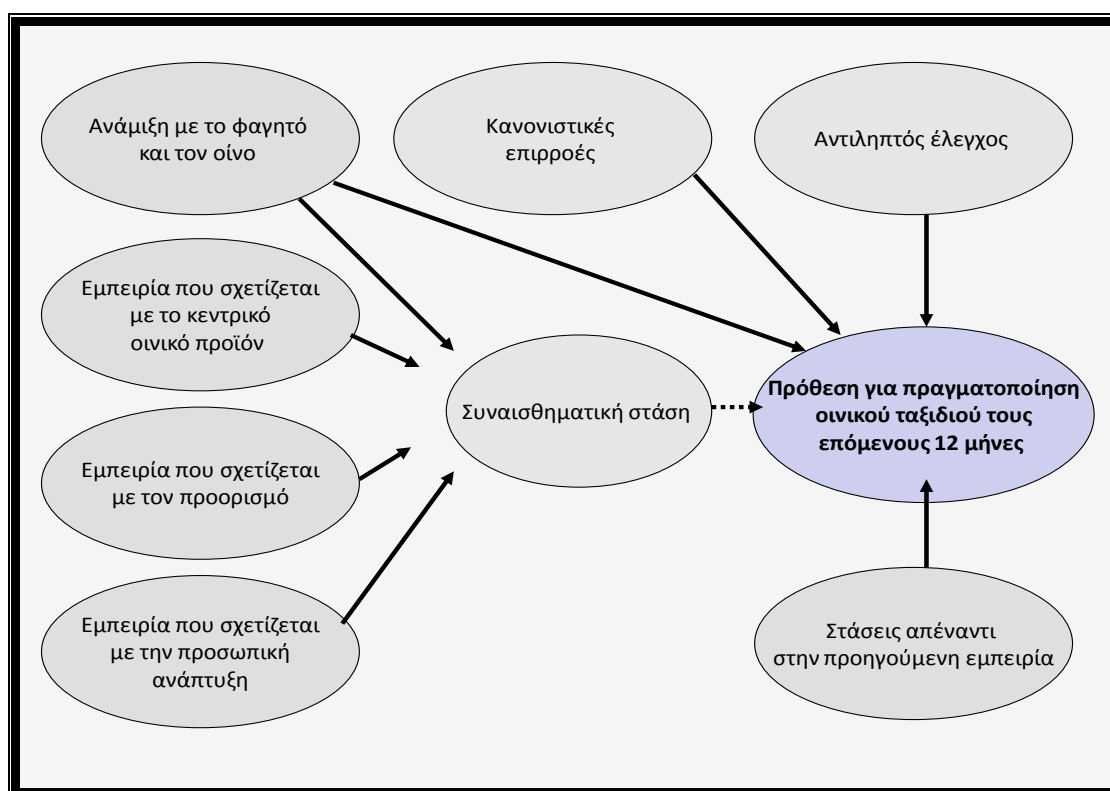 Ανάμιξη με το φαγητό
και τον οίνο
Κανονιστικές
επιρροές
Αντιληπτός έλεγχος
Εμπειρία που σχετίζεται
με το κεντρικό
οινικό προϊόν
Συναισθηματική στάση
Πρόθεση για πραγματοποίηση
οινικού ταξιδιού τους
επόμενους 12 μήνες
Εμπειρία που σχετίζεται
με τον προορισμό
Εμπειρία που σχετίζεται
με την προσωπική
ανάπτυξη
Στάσεις απέναντι
στην προηγούμενη εμπειρία